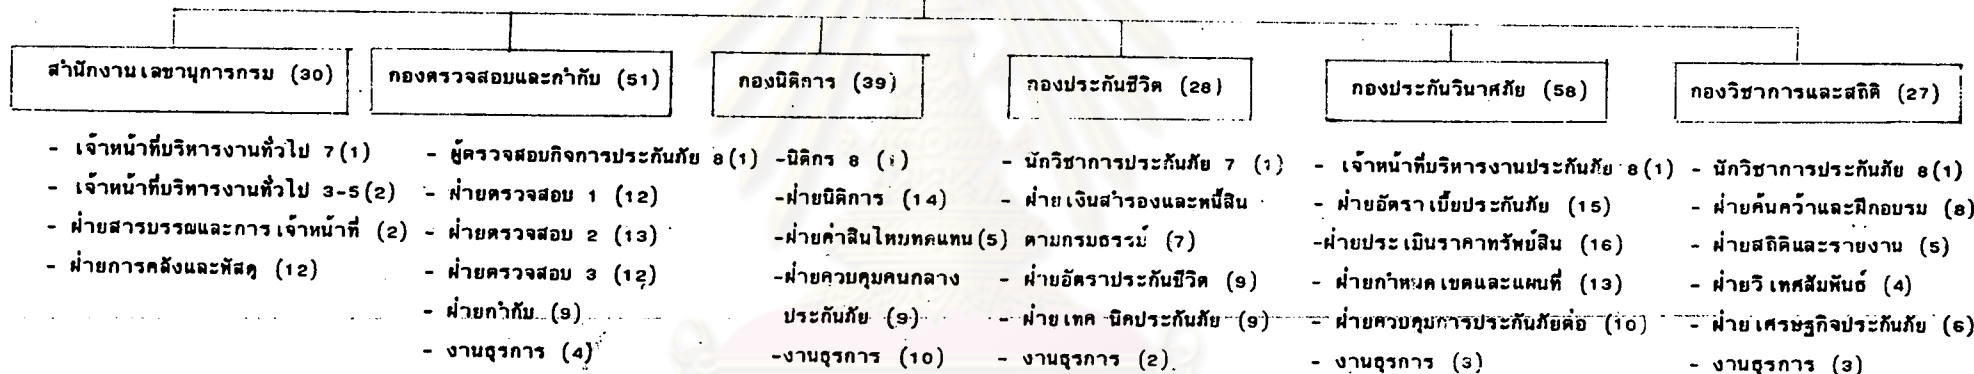 สำนักงานเลขานุการกรม (30)
- เจ้าหน้าที่บริหารงานทั่วไป 7(1)
- เจ้าหน้าที่บริหารงานทั่วไป 3-5(2)
- ฝ่ายสารบรรณและการเจ้าหน้าที่ (2)
- ฝ่ายการคลังและพัสดุ (12)
กองตรวจสอบและกำกับ (51)
- ผู้ตรวจสอบกิจการประกันภัย 8(1)
- ฝ่ายตรวจสอบ 1 (12)
- ฝ่ายตรวจสอบ 2 (13)
- ฝ่ายตรวจสอบ 3 (12)
- ฝ่ายกำกับ (9)
- งานธุรการ (4)
กองนิติการ (39)
-นิติกร 8 (1)
-ฝ่ายนิติการ (14)
-ฝ่ายค่าสินไหมทดแทน (5)
-ฝ่ายควบคุมคนกลาง
ประกันภัย (9)
-งานธุรการ (10)
กองประกันชีวิต (28)
- นักวิชาการประกันภัย 7 (1)
- ฝ่ายเงินสำรองและหนี้สิน
ตามกรมธรรม์ (7)
- ฝ่ายอัตราประกันชีวิต (9)
- ฝ่ายเทคนิคประกันภัย (9)
- งานธุรการ (2)
กองประกันวินาศภัย (58)
- เจ้าหน้าที่บริหารงานประกันภัย 8(1)
- ฝ่ายอัตราเบี้ยประกันภัย (15)
-ฝ่ายประเมินราคาทรัพย์สิน (16)
- ฝ่ายกำหนดเขตและแผนที่ (13)
- ฝ่ายควบคุมการประกันภัยต่อ (10)
- งานธุรการ (3)
กองวิชาการและสถิติ (27)
- นักวิชาการประกันภัย 8(1)
- ฝ่ายค้นคว้าและฝึกอบรม (8)
- ฝ่ายสถิติและรายงาน (5)
- ฝ่ายวิเทศสัมพันธ์ (4)
- ฝ่ายเศรษฐกิจประกันภัย (6)
- งานธุรการ (3)